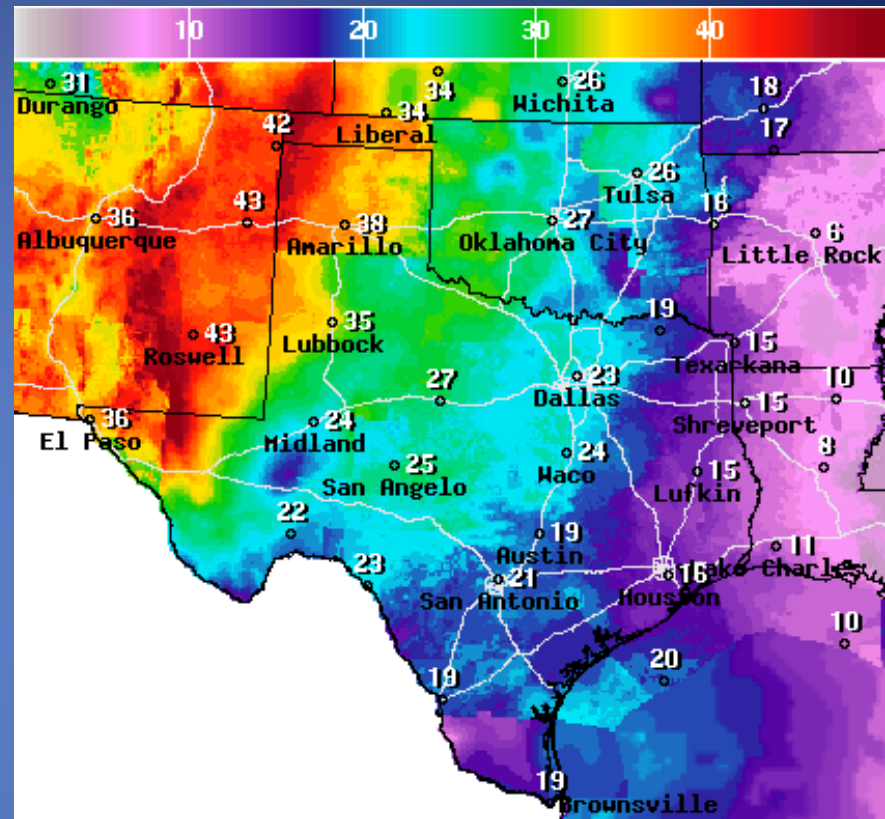 10 20 30 40
31
Durango
34
34
Liberal
26
Wichita
18
17
42
26
Tulsa
36
Albuquerque
43
38
Amarillo
27
Oklahoma City
18
6
Little Rock
43
Roswell
35
Lubbock
19
15
Texarkana
23
Dallas
27
15
Shreveport
10
36
El Paso
24
Midland
24
Waco
25
San Angelo
15
Lufkin
8
22
19
Austin
11
Lake Charles
23
21
San Antonio
16
Houston
10
20
19
19
Brownsville